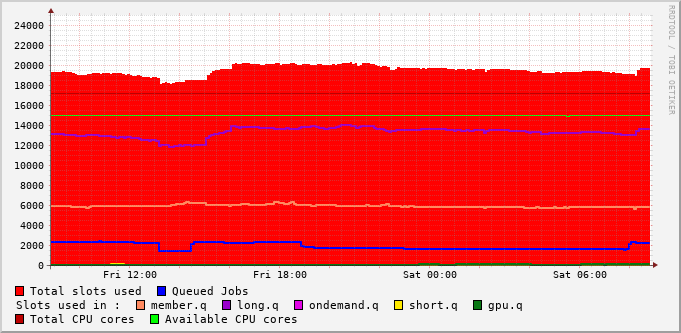 24000
22000
20000
18000
16000
14000
12000
10000
8000
6000
4000
2000
0
Fri 12:00 Fri 18:00 Sat 00:00 Sat 06:00
RRDTOOL / TOBI OETIKER
Total slots used Queued Jobs
Slots used in : member.q long.q ondemand.q short.q gpu.q
Total CPU cores Available CPU cores